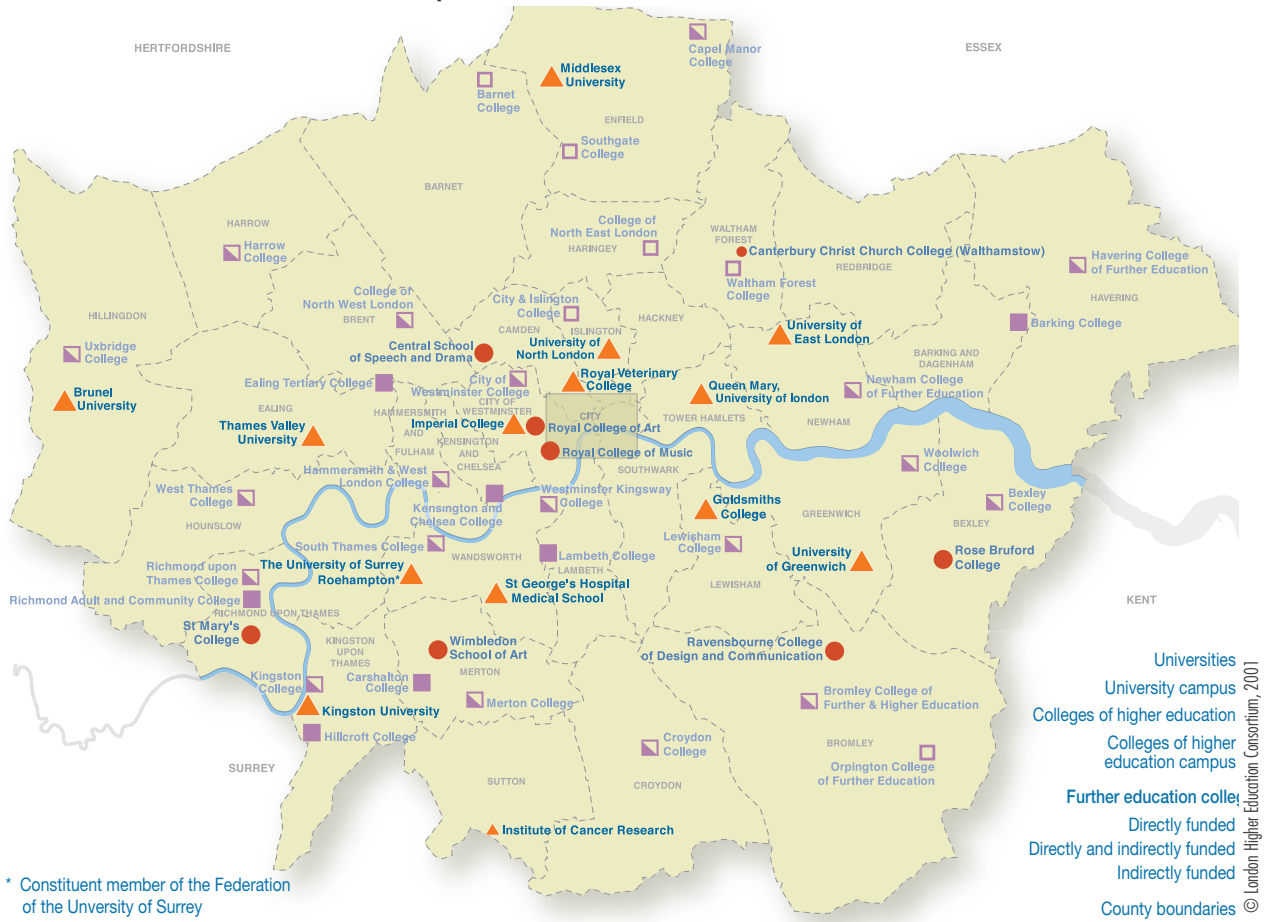 HERTFORDSHIRE
ESSEX
Capel Manor
College
Middlesex
University
Barnet
College
ENFIELD
Southgate
College
BARNET
HARROW
Harrow
College
College of
North East London
HARINGEY
WALTHAM
FOREST
Canterbury Christ Church College (Walthamstow)
REDBRIDGE
Waltham Forest
College
Havering College
of Further Education
HAVERING
College of
North West London
BRENT
City & Islington
College
CAMDEN
ISLINGTON
HACKNEY
HILLINGDON
Uxbridge
College
Central School
of Speech and Drama
University of
North London
University of
East London
Barking College
BARKING AND
DAGENHAM
Ealing Tertiary College
City of
Westminster College
Royal Veterinary
College
Queen Mary,
University of london
Newham College
of Further Education
Brunel
University
EALING
HAMMERSMITH
AND
FULHAM
CITY OF
WESTMINSTER
CITY
TOWER HAMLETS
NEWHAM
Thames Valley
University
Imperial College
Royal College of Art
KENSINGTON
AND
CHELSEA
Royal College of Music
SOUTHWARK
Woolwich
College
Hammersmith & West
London College
West Thames
College
HOUNSLOW
Kensington and
Chelsea College
Westminster Kingsway
College
Goldsmiths
College
GREENWICH
Bexley
College
BEXLEY
South Thames College
WANDSWORTH
Lambeth College
LAMBETH
Lewisham
College
LEWISHAM
University
of Greenwich
Rose Bruford
College
Richmond upon
Thames College
The University of Surrey
Roehampton*
St George's Hospital
Medical School
Richmond Adult and Community College
RICHMOND UPON THAMES
KENT
St Mary's
College
KINGSTON
UPON
THAMES
Wimbledon
School of Art
MERTON
Ravensbourne College
of Design and Communication
Kingston
College
Carshalton
College
Merton College
Bromley College of
Further & Higher Education
Kingston University
Hillcroft College
Croydon
College
BROMLEY
Orpington College
of Further Education
SURREY
SUTTON
CROYDON
Institute of Cancer Research
Universities
University campus
Colleges of higher education
Colleges of higher
education campus
Further education colleg
Directly funded
Directly and indirectly funded
Indirectly funded
County boundaries
© London Higher Education Consortium, 2001
* Constituent member of the Federation
of the Unversity of Surrey